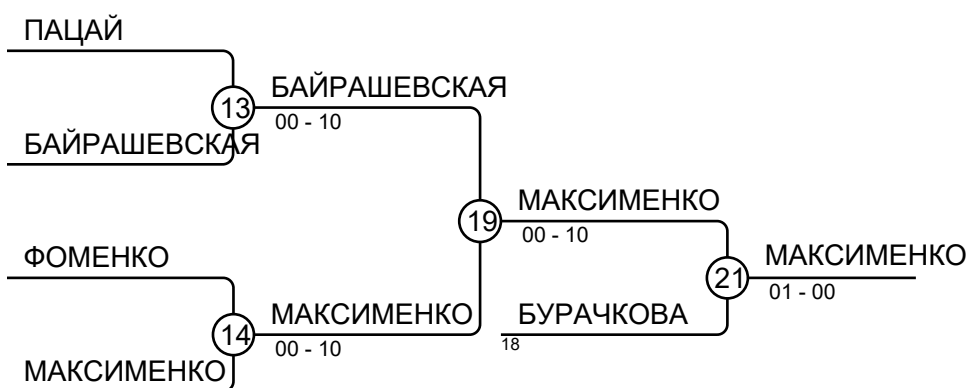 ПАЦАЙ
13
БАЙРАШЕВСКАЯ
00 - 10
БАЙРАШЕВСКАЯ
19
МАКСИМЕНКО
00 - 10
ФОМЕНКО
21
МАКСИМЕНКО
01 - 00
14
МАКСИМЕНКО
00 - 10
БУРАЧКОВА
18
МАКСИМЕНКО